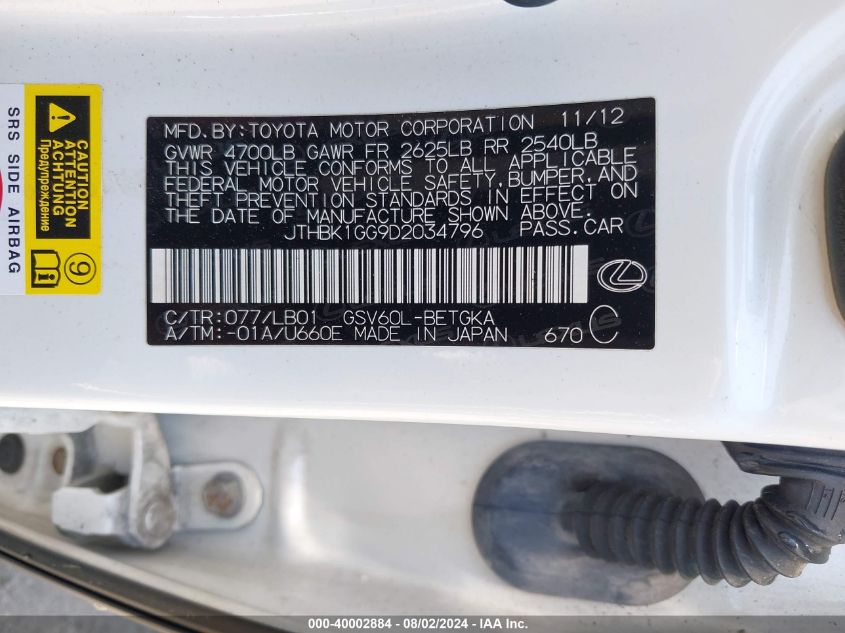 MFD.BY:TOYOTA MOTOR CORPORATION 11/12
GVWR 4700LB GAWR FR 2625LB RR 2540LB
THIS VEHICLE CONFORMS TO ALL APPLICABLE
FEDERAL MOTOR VEHICLE SAFETY,BUMPER,AND
THEFT PREVENTION STANDARDS IN EFFECT ON
THE DATE OF MANUFACTURE SHOWN ABOVE.
JTHBK1GG9D2034796 PASS.CAR
C/TR:077/LB01 GSV60L-BETGKA
A/TM:-01A/U660E MADE IN JAPAN 670 C
SRS SIDE AIRBAG
ATTENTION
ACHTUNG
Предупреждение
9
000-40002884 - 08/02/2024 - IAA Inc.